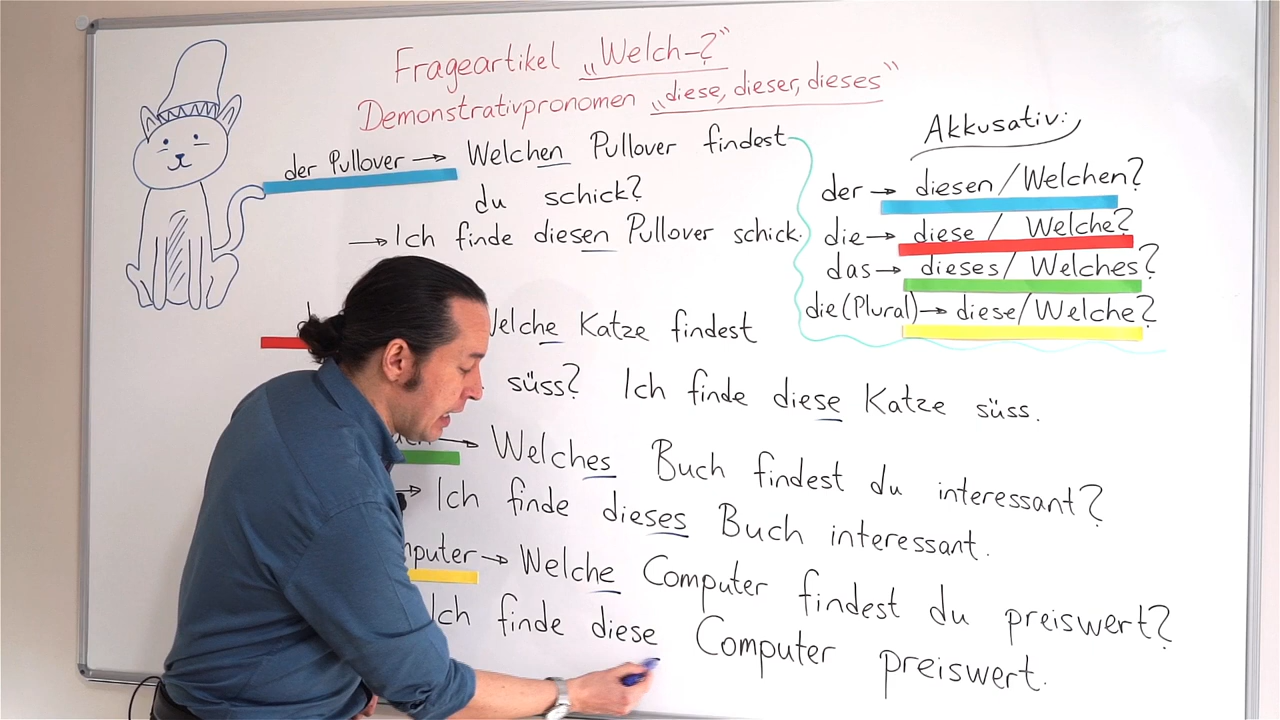 Frageartikel „Welch-?“
Demonstrativpronomen „diese, dieser, dieses“
der Pullover → Welchen Pullover findest
du schick?
→ Ich finde diesen Pullover schick.
Welche Katze findest
süss? Ich finde diese Katze süss.
→ Welches Buch findest du interessant?
→ Ich finde dieses Buch interessant.
→ Welche Computer findest du preiswert?
Ich finde diese Computer preiswert.
Akkusativ:
der → diesen / Welchen?
die → diese / Welche?
das → dieses / Welches?
die (Plural) → diese / Welche?